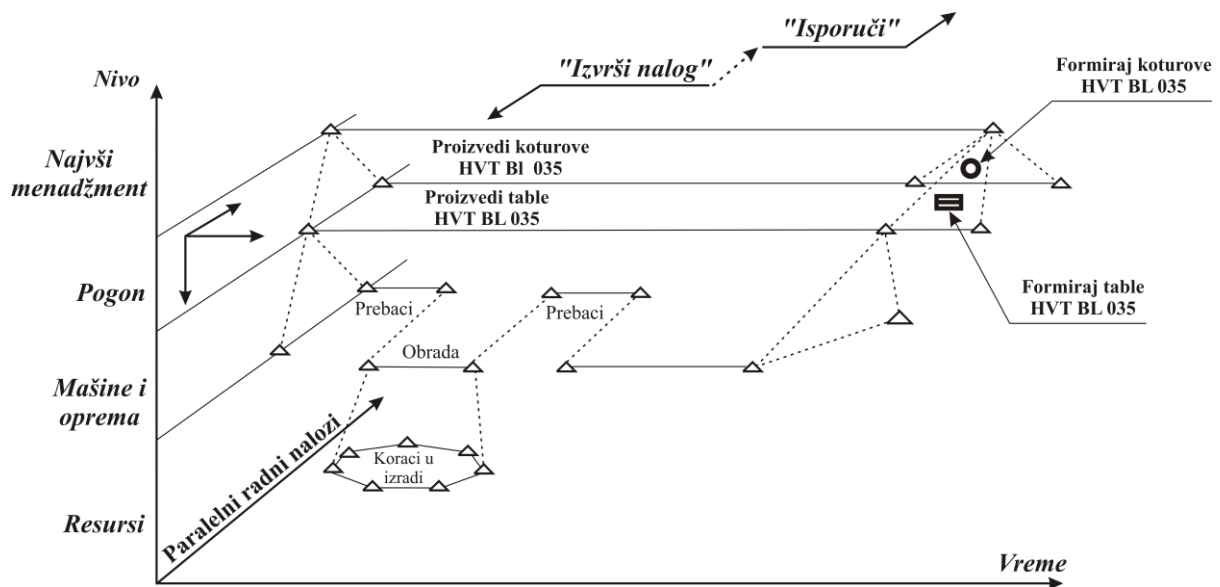 "Isporuči"
"Izvrši nalog"
Formiraj koturove
HVT BL 035
Nivo
Najvši
menadžment
Proizvedi koturove
HVT Bl 035
Proizvedi table
HVT BL 035
Pogon
Prebaci
Prebaci
Formiraj table
HVT BL 035
Obrada
Mašine i
oprema
Paralelni radni nalozi
Koraci u
izradi
Resursi
Vreme